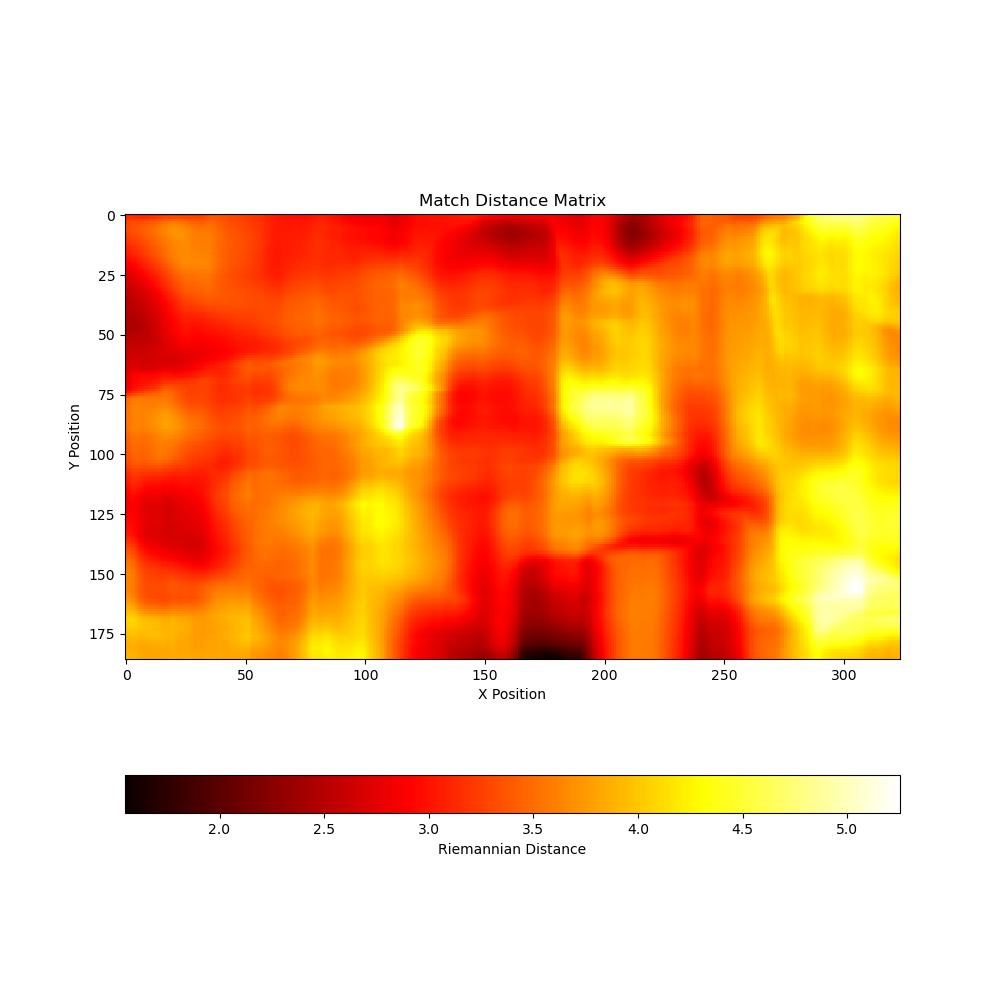 Match Distance Matrix
0
25
50
75
100
125
150
175
Y Position
0 50 100 150 200 250 300
X Position
2.0 2.5 3.0 3.5 4.0 4.5 5.0
Riemannian Distance